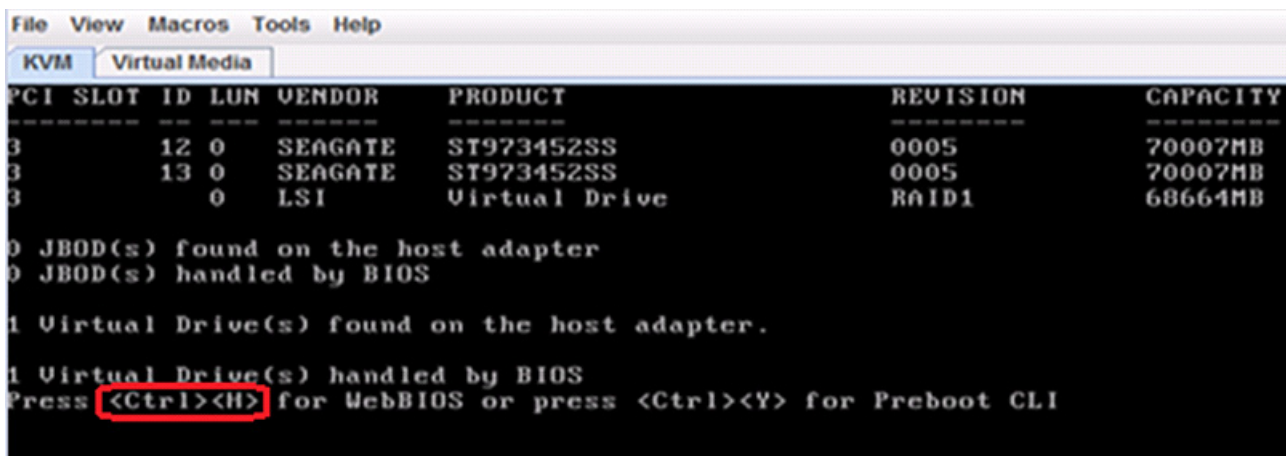 File View Macros Tools Help
KVM Virtual Media
PCI SLOT ID LUN VENDOR PRODUCT REVISION CAPACITY
-------- -- --- ------ ------- -------- --------
3 12 0 SEAGATE ST973452SS 0005 70007MB
3 13 0 SEAGATE ST973452SS 0005 70007MB
3 0 LSI Virtual Drive RAID1 68664MB
0 JBOD(s) found on the host adapter
0 JBOD(s) handled by BIOS
1 Virtual Drive(s) found on the host adapter.
1 Virtual Drive(s) handled by BIOS
Press <Ctrl><H> for WebBIOS or press <Ctrl><Y> for Preboot CLI